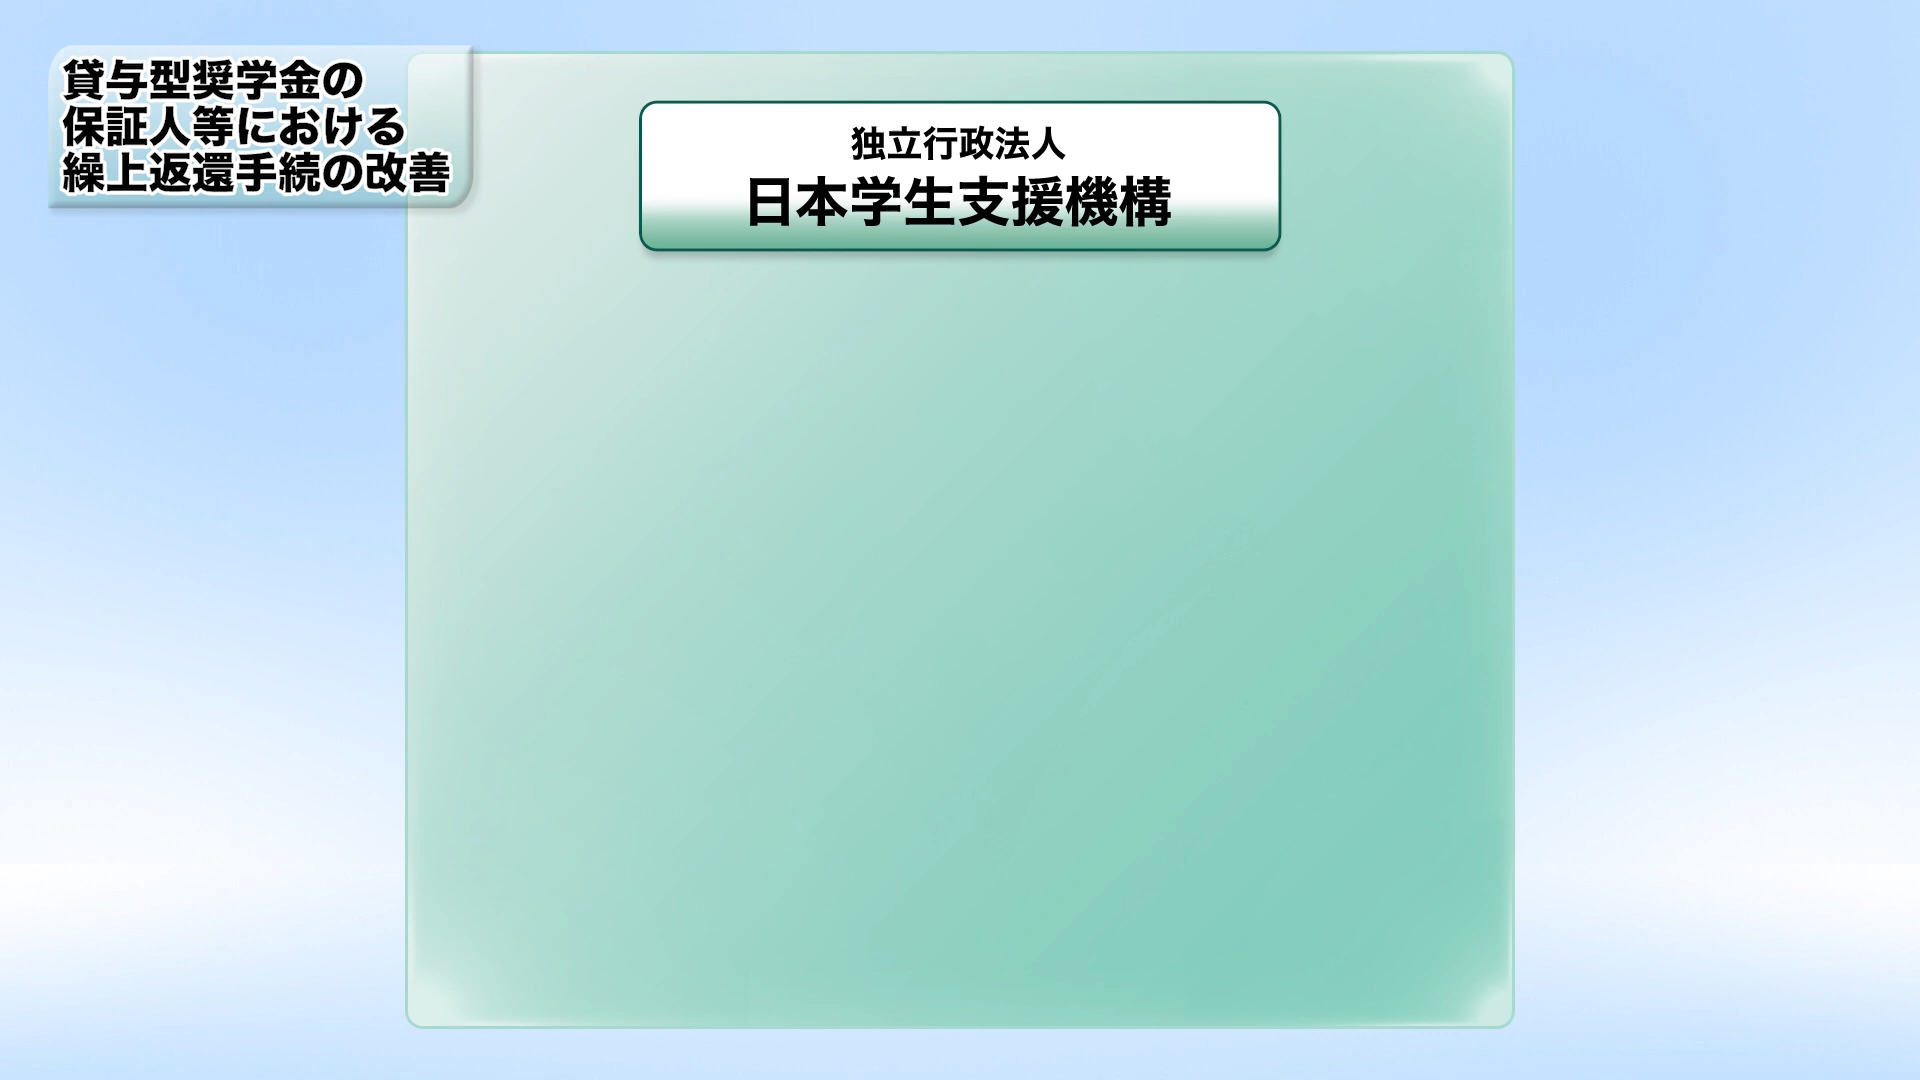 貸与型奨学金の
保証人等における
繰上返還手続の改善
独立行政法人
日本学生支援機構